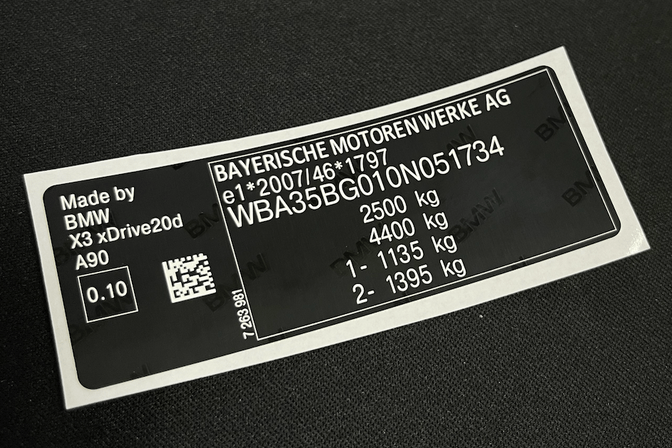 Made by
BMW
X3 xDrive20d
A90
0.10
7 263 981
BAYERISCHE MOTOREN WERKE AG
e1*2007/46*1797
WBA35BG010N051734
2500 kg
4400 kg
1- 1135 kg
2- 1395 kg